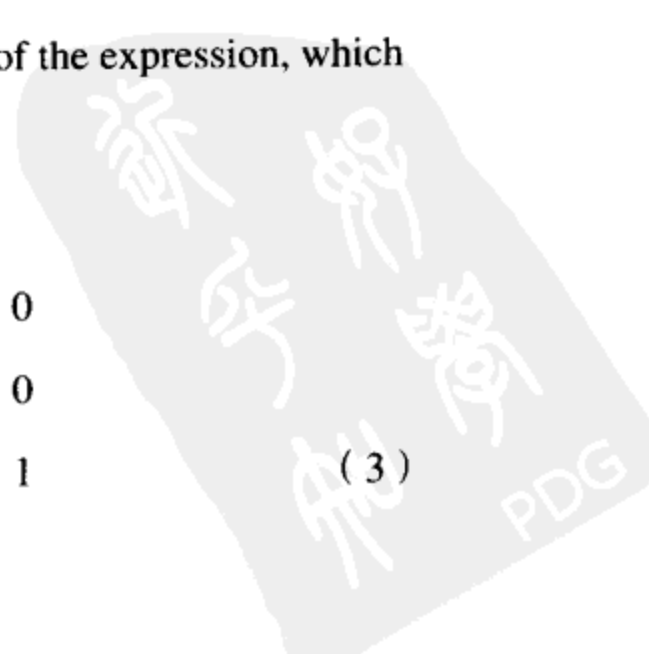 of the expression, which
0
0
1 (3)
PDG